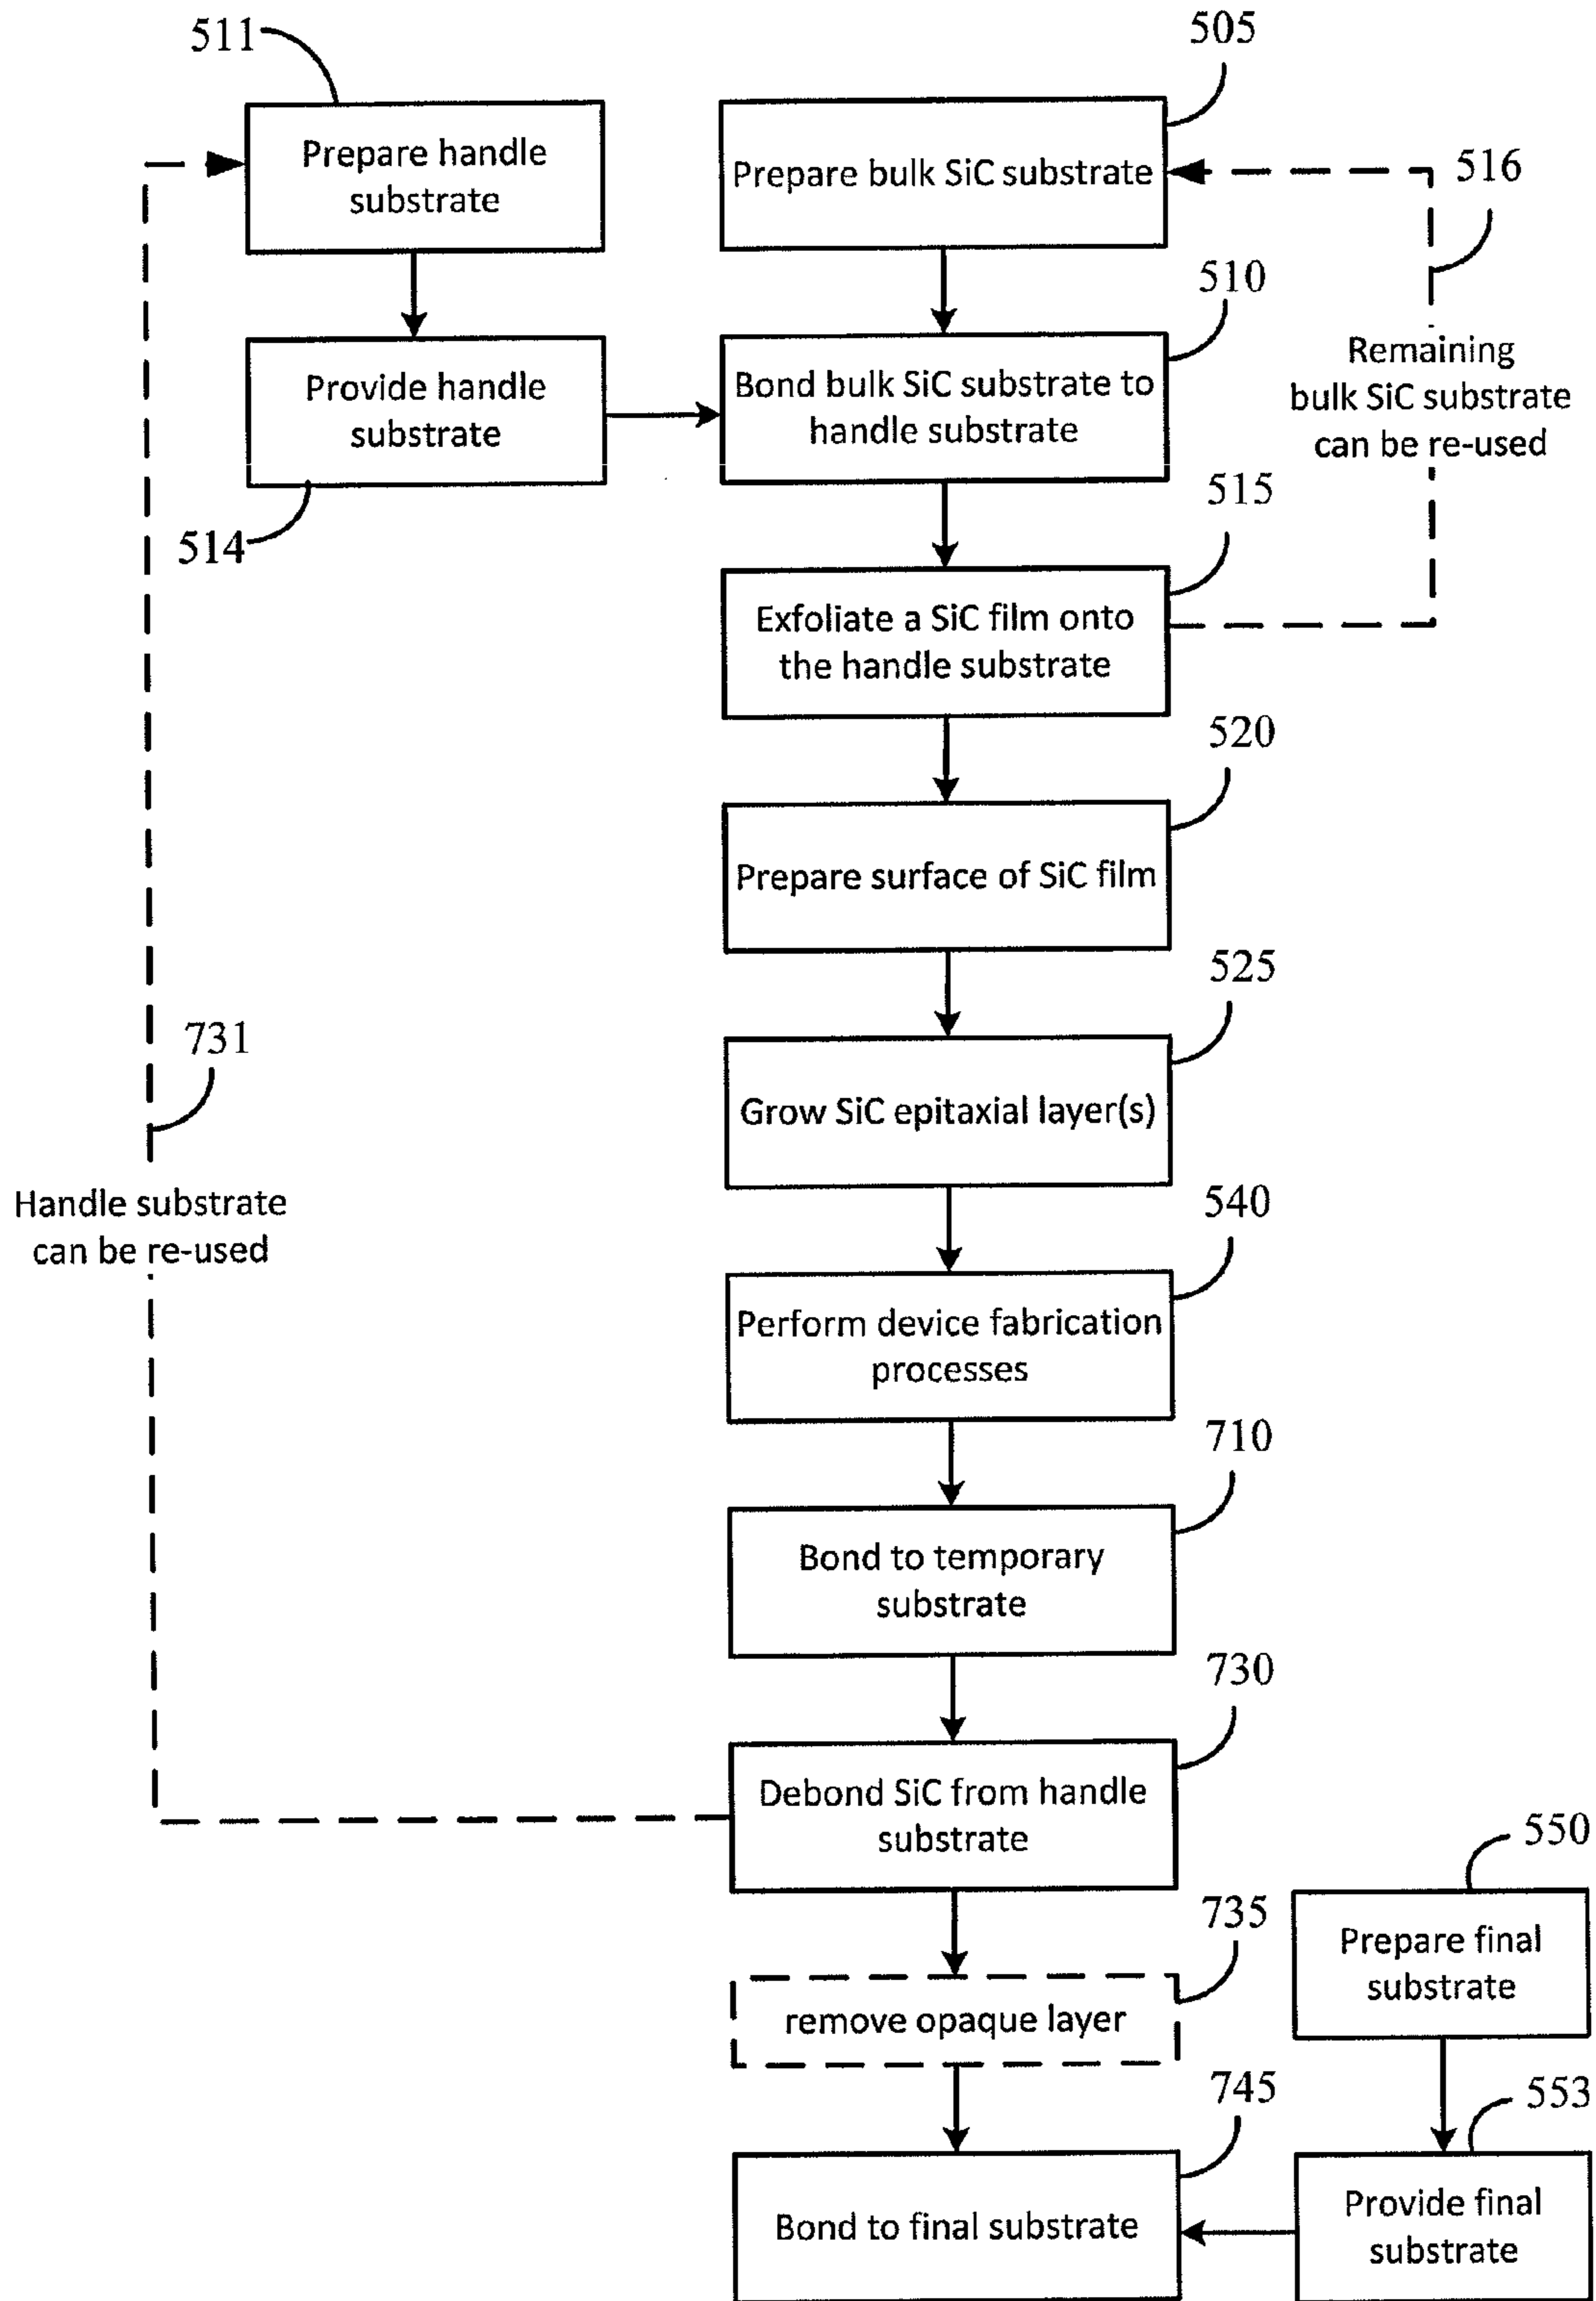 511
505
Prepare handle
substrate
Prepare bulk SiC substrate
516
510
Provide handle
substrate
Bond bulk SiC substrate to
handle substrate
Remaining
bulk SiC substrate
can be re-used
514
515
Exfoliate a SiC film onto
the handle substrate
520
Prepare surface of SiC film
525
731
Grow SiC epitaxial layer(s)
Handle substrate
can be re-used
540
Perform device fabrication
processes
710
Bond to temporary
substrate
730
Debond SiC from handle
substrate
550
735
Prepare final
substrate
remove opaque layer
745
553
Bond to final substrate
Provide final
substrate